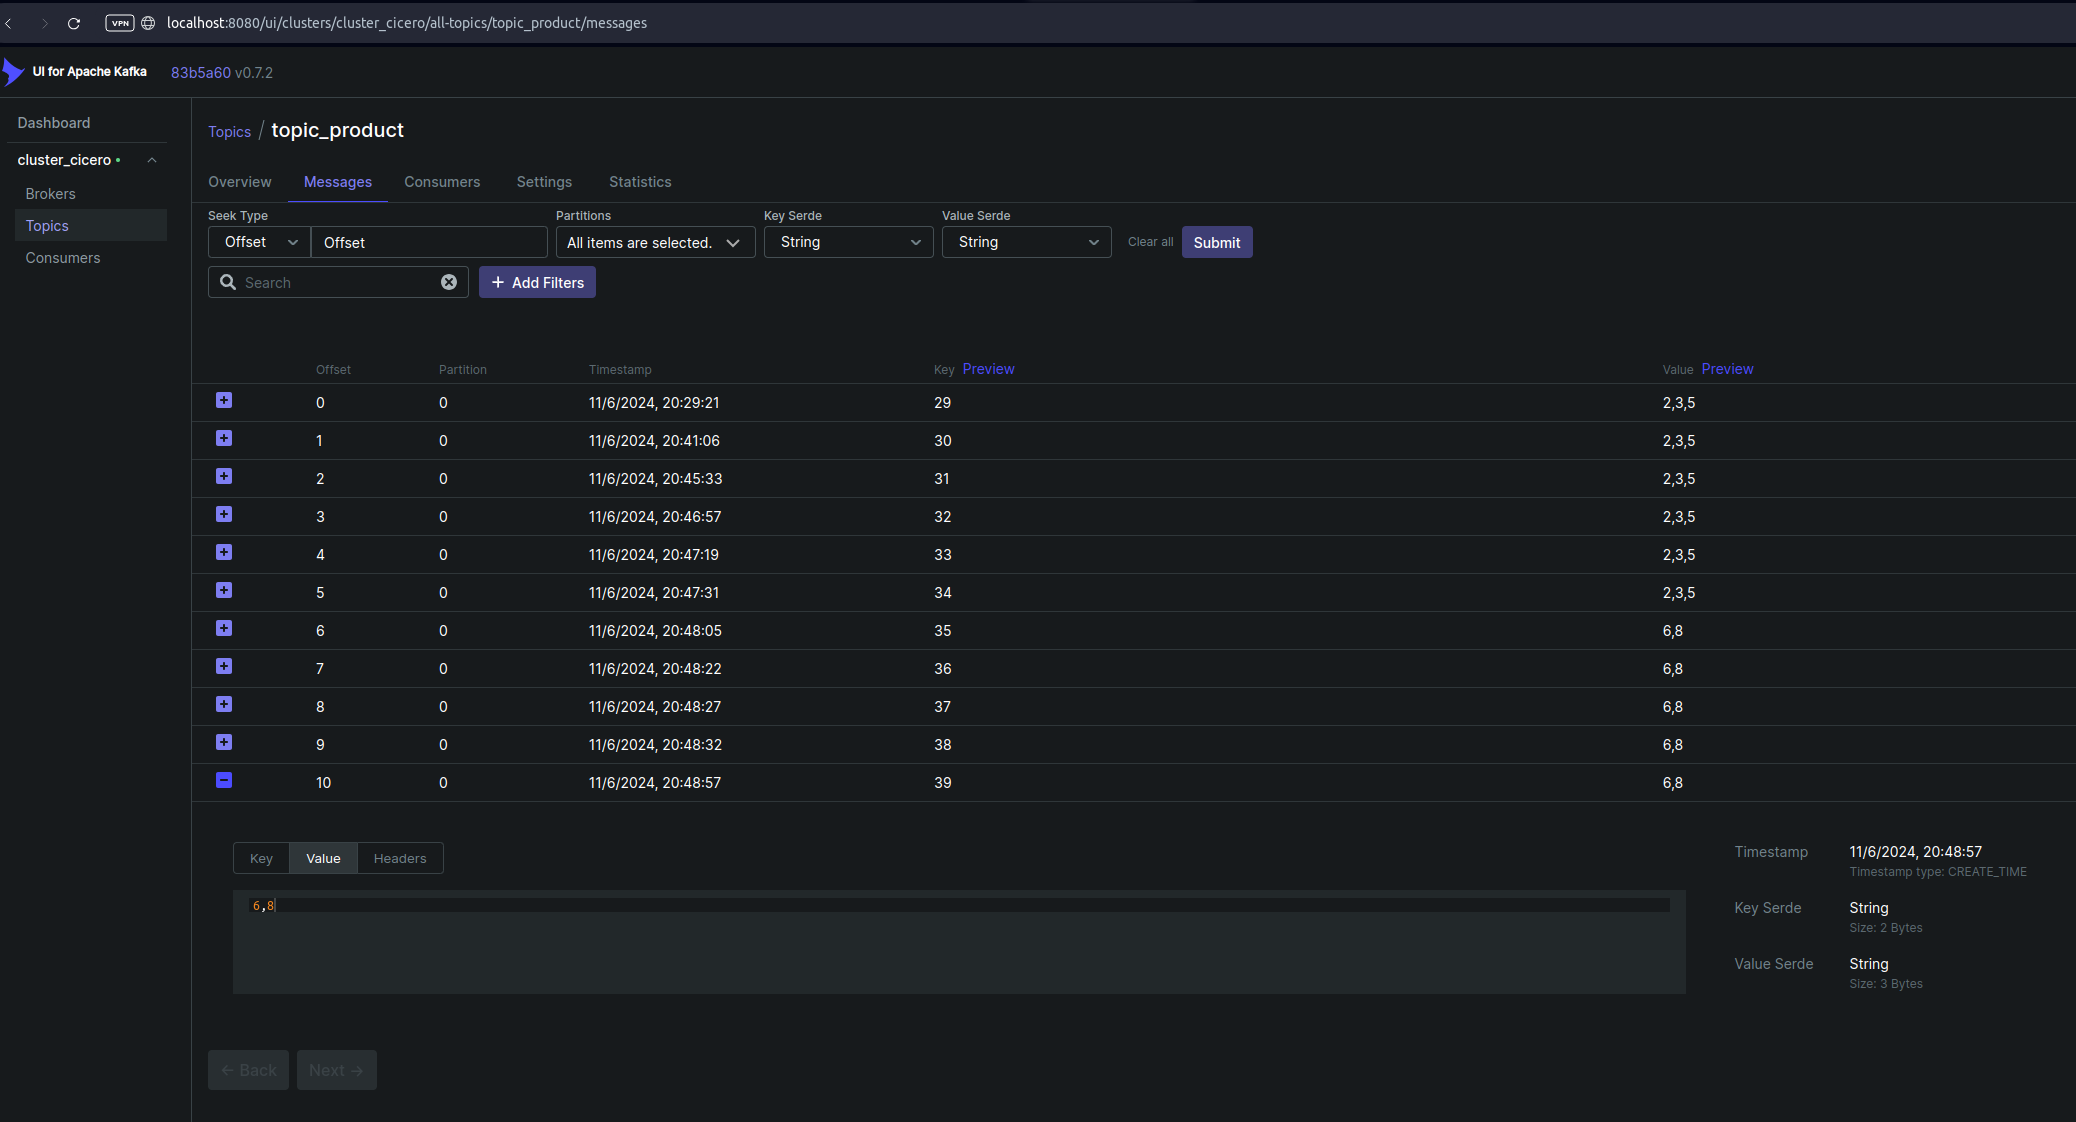 VPN localhost:8080/ui/clusters/cluster_cicero/all-topics/topic_product/messages
UI for Apache Kafka 83b5a60 v0.7.2
Dashboard
cluster_cicero
Brokers
Topics
Consumers
Topics / topic_product
Overview Messages Consumers Settings Statistics
Seek Type Partitions Key Serde Value Serde
Offset Offset All items are selected. String String Clear all Submit
Search + Add Filters
Offset Partition Timestamp Key Preview Value Preview
0 0 11/6/2024, 20:29:21 29 2,3,5
1 0 11/6/2024, 20:41:06 30 2,3,5
2 0 11/6/2024, 20:45:33 31 2,3,5
3 0 11/6/2024, 20:46:57 32 2,3,5
4 0 11/6/2024, 20:47:19 33 2,3,5
5 0 11/6/2024, 20:47:31 34 2,3,5
6 0 11/6/2024, 20:48:05 35 6,8
7 0 11/6/2024, 20:48:22 36 6,8
8 0 11/6/2024, 20:48:27 37 6,8
9 0 11/6/2024, 20:48:32 38 6,8
10 0 11/6/2024, 20:48:57 39 6,8
Key Value Headers
6,8
Timestamp 11/6/2024, 20:48:57
Timestamp type: CREATE_TIME
Key Serde String
Size: 2 Bytes
Value Serde String
Size: 3 Bytes
← Back Next →